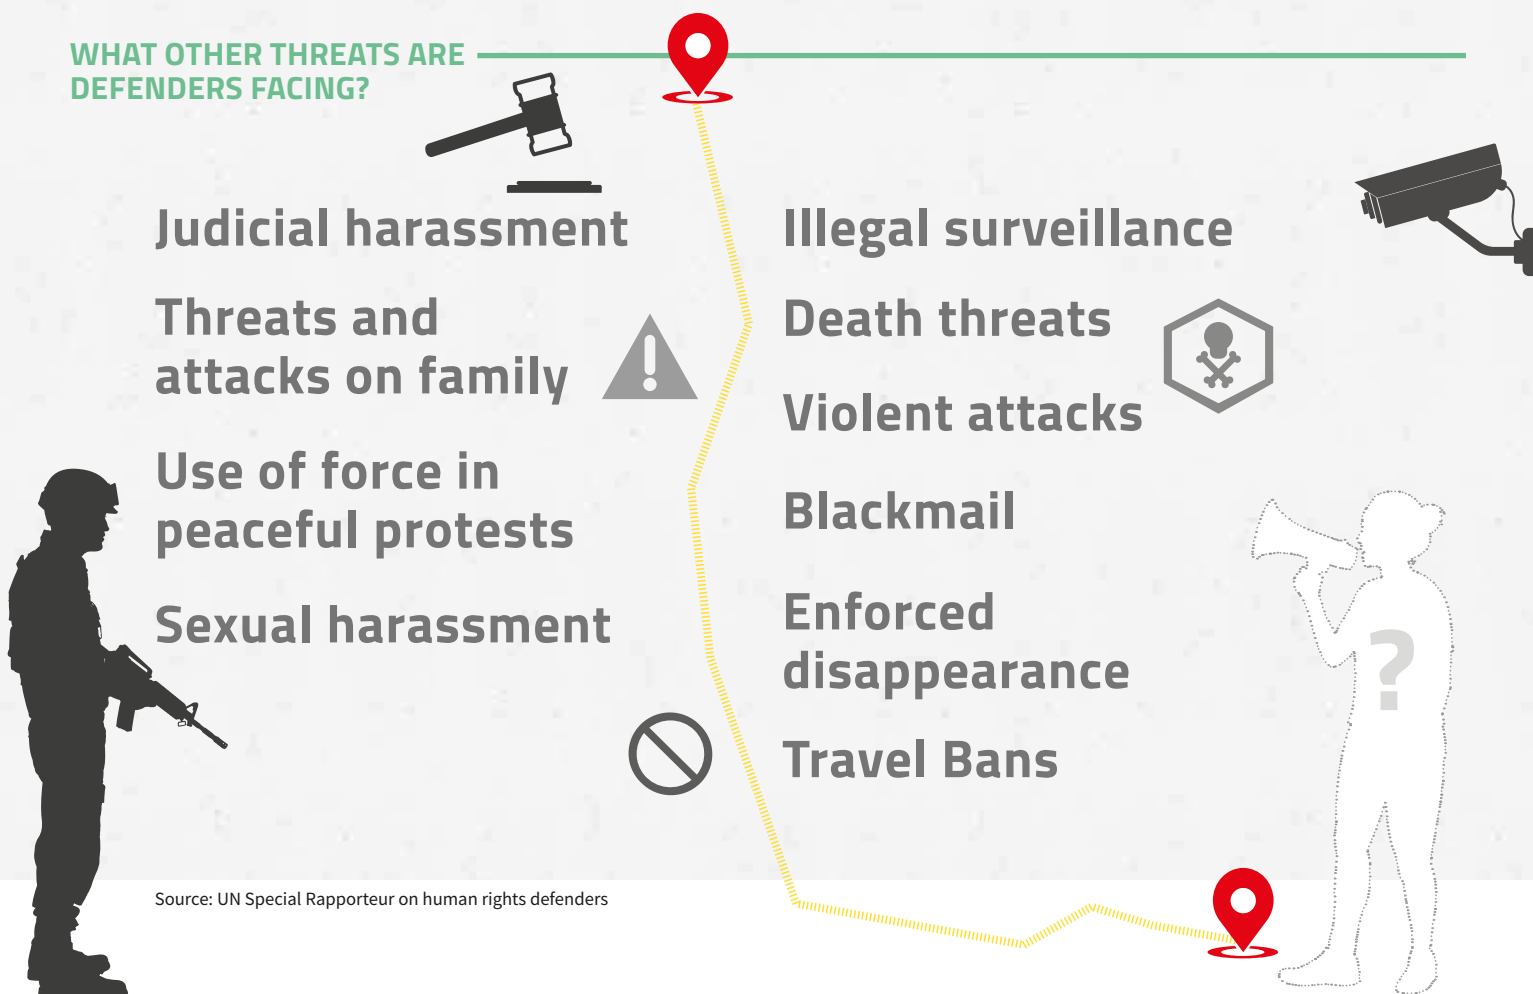 WHAT OTHER THREATS ARE
DEFENDERS FACING?
Judicial harassment
Threats and
attacks on family
Use of force in
peaceful protests
Sexual harassment
Illegal surveillance
Death threats
Violent attacks
Blackmail
Enforced
disappearance
Travel Bans
?
Source: UN Special Rapporteur on human rights defenders